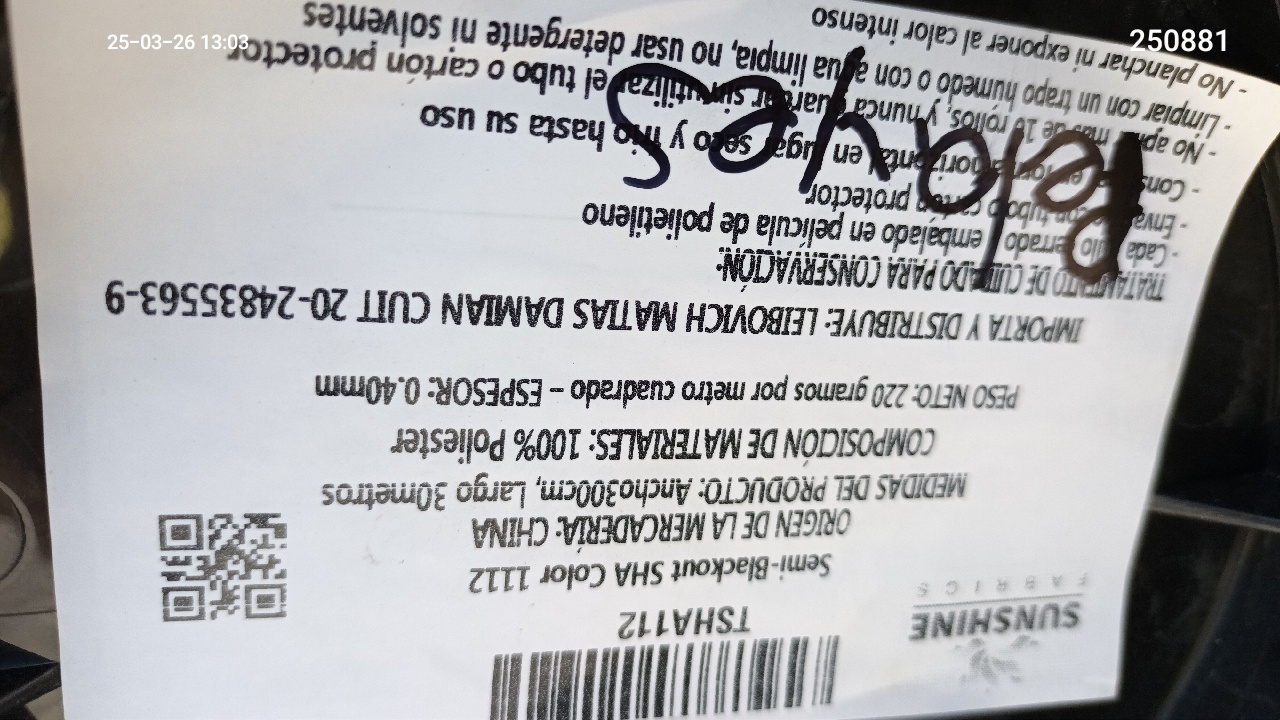 25-03-26 13:03
250881
SUNSHINE
FABRICS
TSHA112
Semi-Blackout SHA Color 1112
ORIGEN DE LA MERCADERÍA: CHINA
MEDIDAS DEL PRODUCTO: Ancho300cm, Largo 30metros
COMPOSICIÓN DE MATERIALES: 100% Poliester
PESO NETO: 220 gramos por metro cuadrado – ESPESOR: 0.40mm
IMPORTA Y DISTRIBUYE: LEIBOVICH MATIAS DAMIAN CUIT 20-24835563-9
TRATAMIENTO DE CUIDADO PARA CONSERVACIÓN:
- Cada rollo cerrado embalado en película de polietileno
- Envasado con tubo o cartón protector
- Conservar en forma horizontal en lugar seco y frio hasta su uso
- No apilar mas de 10 rollos, y nunca guardar sin utilizar el tubo o cartón protector
- Limpiar con un trapo húmedo o con agua limpia, no usar detergente ni solventes
- No planchar ni exponer al calor intenso